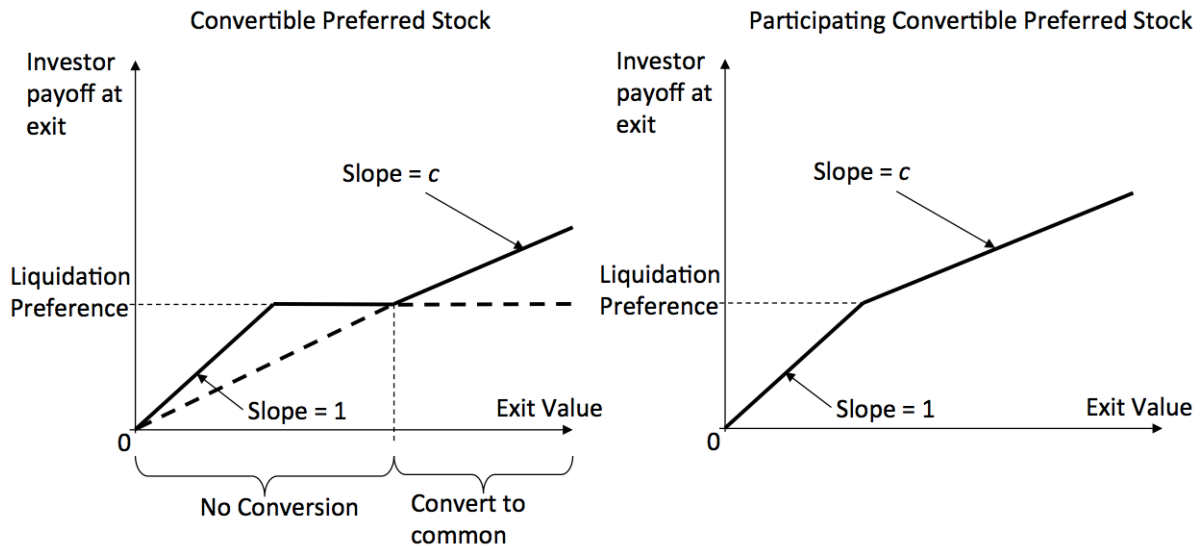 Convertible Preferred Stock
Investor
payoff at
exit
Slope = c
Liquidation
Preference
Slope = 1
Exit Value
0
No Conversion
Convert to
common
Participating Convertible Preferred Stock
Investor
payoff at
exit
Slope = c
Liquidation
Preference
Slope = 1
Exit Value
0